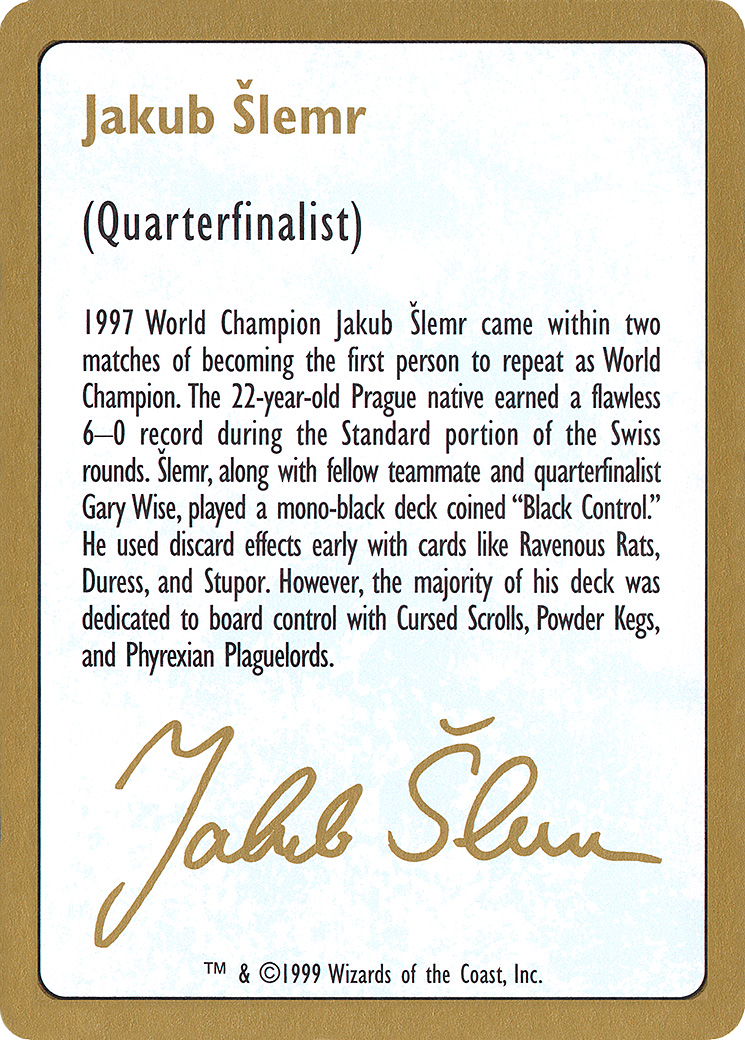 Jakub Šlemr
(Quarterfinalist)
1997 World Champion Jakub Šlemr came within two
matches of becoming the first person to repeat as World
Champion. The 22-year-old Prague native earned a flawless
6–0 record during the Standard portion of the Swiss
rounds. Šlemr, along with fellow teammate and quarterfinalist
Gary Wise, played a mono-black deck coined “Black Control.”
He used discard effects early with cards like Ravenous Rats,
Duress, and Stupor. However, the majority of his deck was
dedicated to board control with Cursed Scrolls, Powder Kegs,
and Phyrexian Plaguelords.
Jakub Šlemr
™ & ©1999 Wizards of the Coast, Inc.